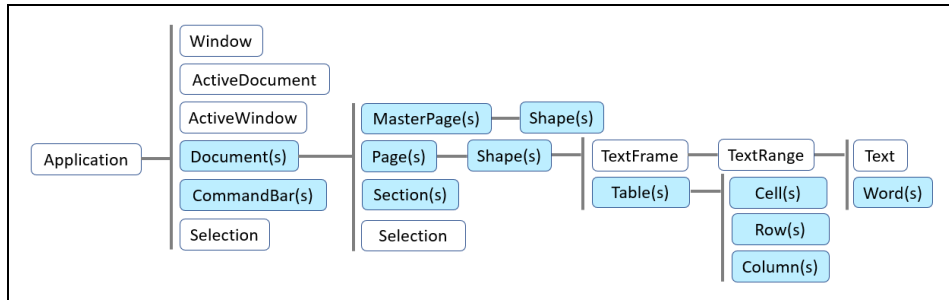 Window
ActiveDocument
ActiveWindow
MasterPage(s) Shape(s)
Application Document(s) Page(s) Shape(s) TextFrame TextRange Text
CommandBar(s) Section(s) Table(s) Cell(s) Word(s)
Row(s)
Selection Selection
Column(s)